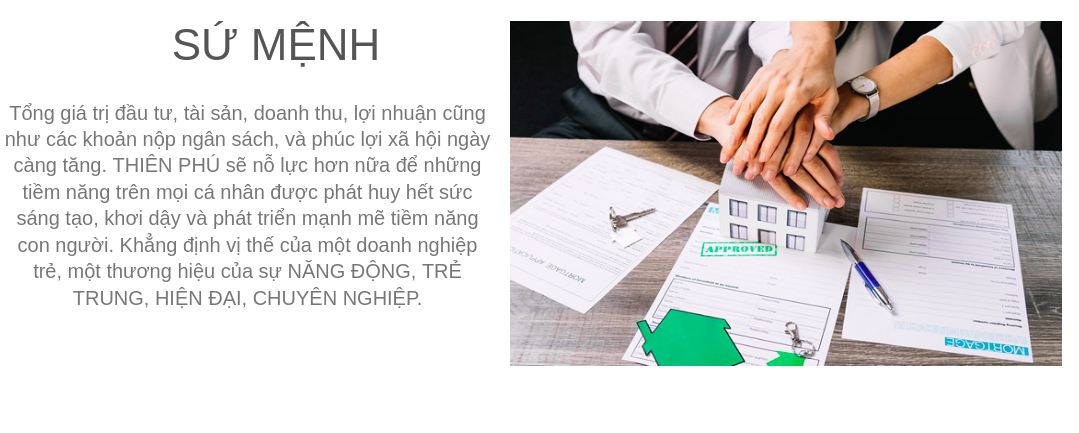 SỨ MỆNH
Tổng giá trị đầu tư, tài sản, doanh thu, lợi nhuận cũng
như các khoản nộp ngân sách, và phúc lợi xã hội ngày
càng tăng. THIÊN PHÚ sẽ nỗ lực hơn nữa để những
tiềm năng trên mọi cá nhân được phát huy hết sức
sáng tạo, khơi dậy và phát triển mạnh mẽ tiềm năng
con người. Khẳng định vị thế của một doanh nghiệp
trẻ, một thương hiệu của sự NĂNG ĐỘNG, TRẺ
TRUNG, HIỆN ĐẠI, CHUYÊN NGHIỆP.
APPROVED
MORTGAGE APPLICATION
MORTGAGE